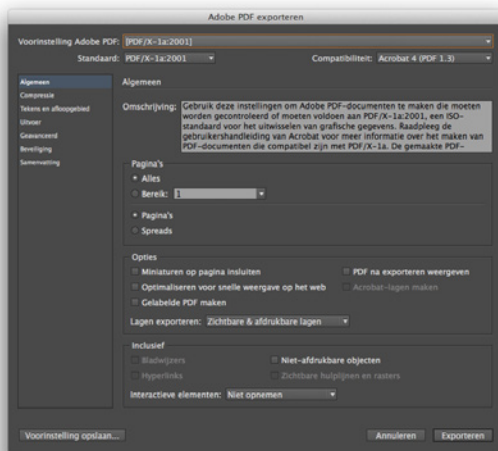 Adobe PDF exporteren
Voorinstelling Adobe PDF: [PDF/X-1a:2001]
Standaard: PDF/X-1a:2001 Compatibiliteit: Acrobat 4 (PDF 1.3)
Algemeen
Compressie
Tekens en afloopgebied
Uitvoer
Geavanceerd
Beveiliging
Samenvatting
Algemeen
Omschrijving: Gebruik deze instellingen om Adobe PDF-documenten te maken die moeten
worden gecontroleerd of moeten voldoen aan PDF/X-1a:2001, een ISO-
standaard voor het uitwisselen van grafische gegevens. Raadpleeg de
gebruikershandleiding van Acrobat voor meer informatie over het maken van
PDF-documenten die compatibel zijn met PDF/X-1a. De gemaakte PDF-
Pagina's
Alles
Bereik: 1
Pagina's
Spreads
Opties
Miniaturen op pagina insluiten PDF na exporteren weergeven
Optimaliseren voor snelle weergave op het web Acrobat-lagen maken
Gelabelde PDF maken
Lagen exporteren: Zichtbare & afdrukbare lagen
Inclusief
Bladwijzers Niet-afdrukbare objecten
Hyperlinks Zichtbare hulplijnen en rasters
Interactieve elementen: Niet opnemen
Voorinstelling opslaan... Annuleren Exporteren